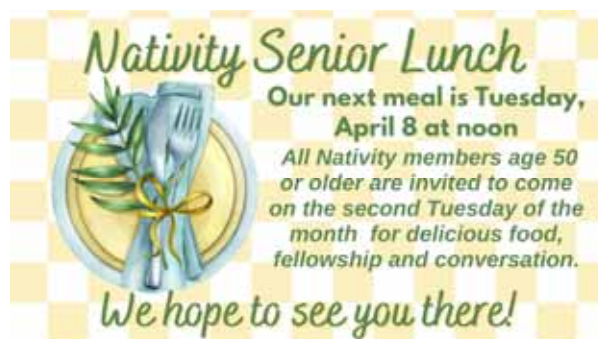 Nativity Senior Lunch
Our next meal is Tuesday,
April 8 at noon
All Nativity members age 50
or older are invited to come
on the second Tuesday of the
month for delicious food,
fellowship and conversation.
We hope to see you there!